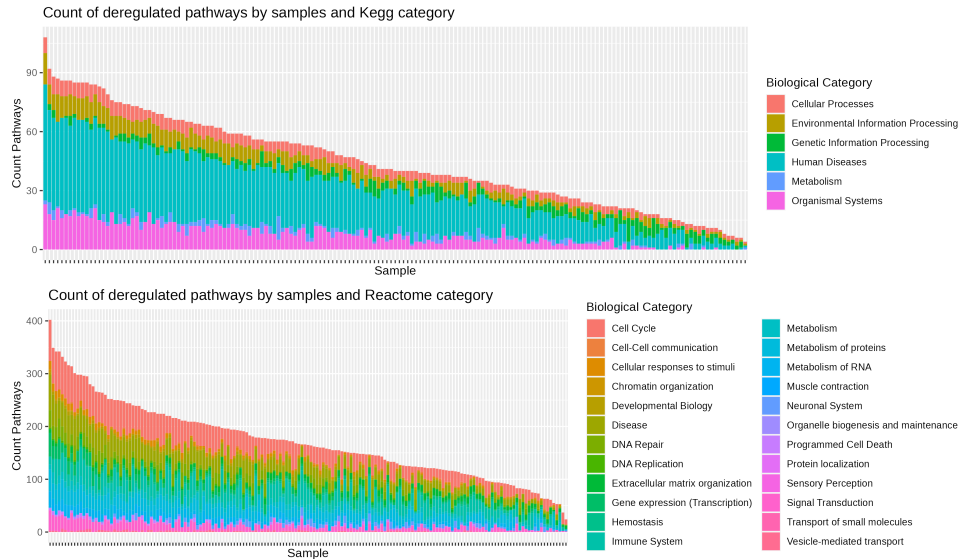 Count of deregulated pathways by samples and Kegg category
Count Pathways
90
60
30
0
Sample
Biological Category
Cellular Processes
Environmental Information Processing
Genetic Information Processing
Human Diseases
Metabolism
Organismal Systems
Count of deregulated pathways by samples and Reactome category
Count Pathways
400
300
200
100
0
Sample
Biological Category
Cell Cycle
Cell-Cell communication
Cellular responses to stimuli
Chromatin organization
Developmental Biology
Disease
DNA Repair
DNA Replication
Extracellular matrix organization
Gene expression (Transcription)
Hemostasis
Immune System
Metabolism
Metabolism of proteins
Metabolism of RNA
Muscle contraction
Neuronal System
Organelle biogenesis and maintenance
Programmed Cell Death
Protein localization
Sensory Perception
Signal Transduction
Transport of small molecules
Vesicle-mediated transport